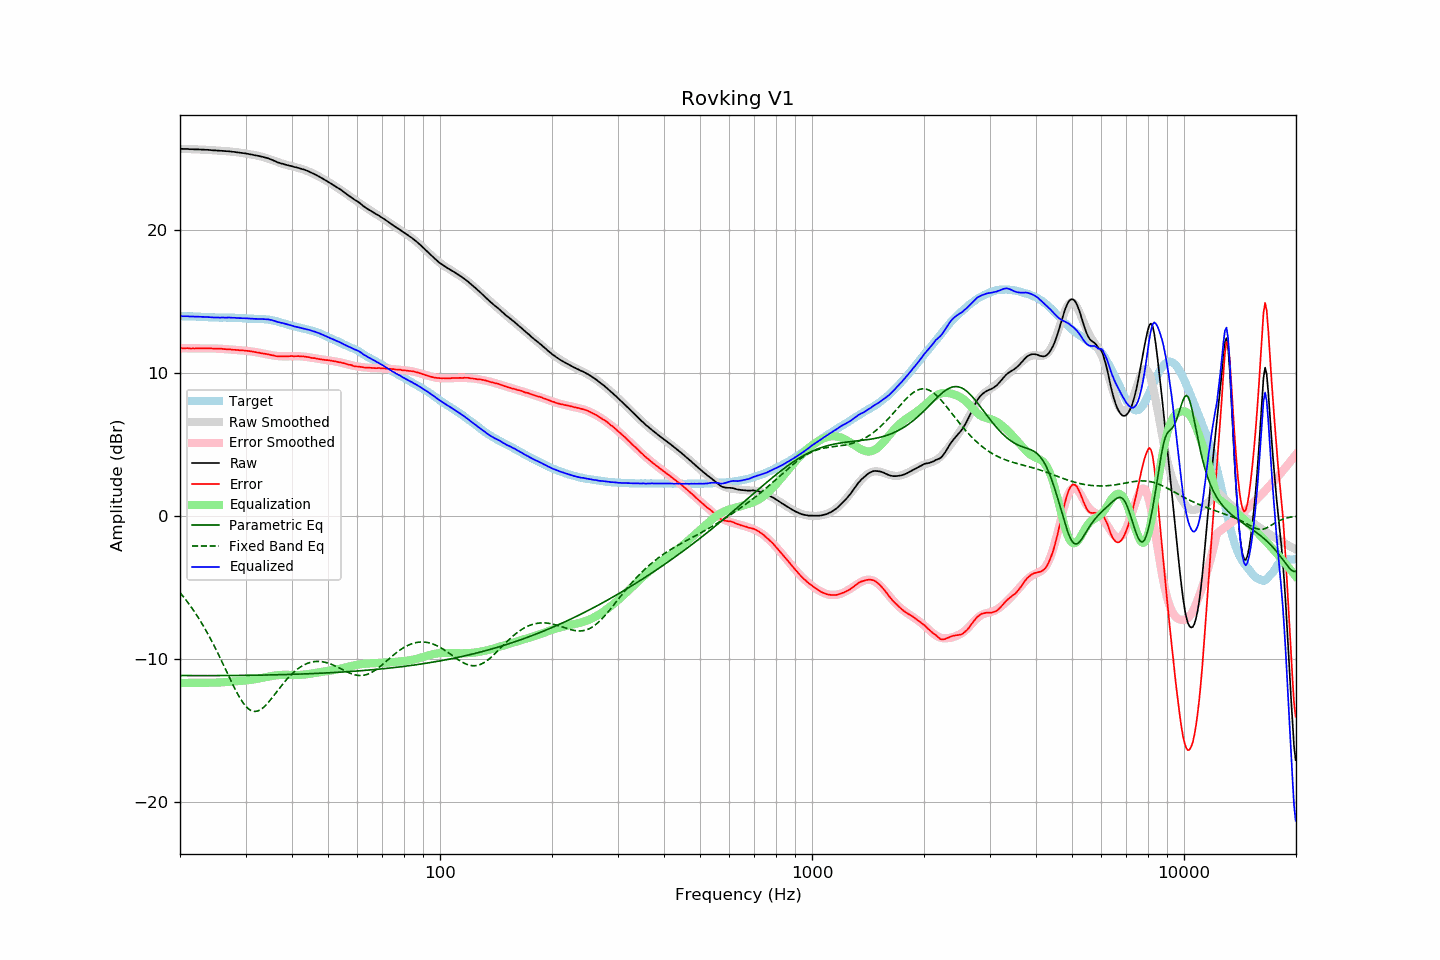 Rovking V1
Amplitude (dBr)
20
10
0
−10
−20
Target
Raw Smoothed
Error Smoothed
Raw
Error
Equalization
Parametric Eq
Fixed Band Eq
Equalized
100
1000
10000
Frequency (Hz)